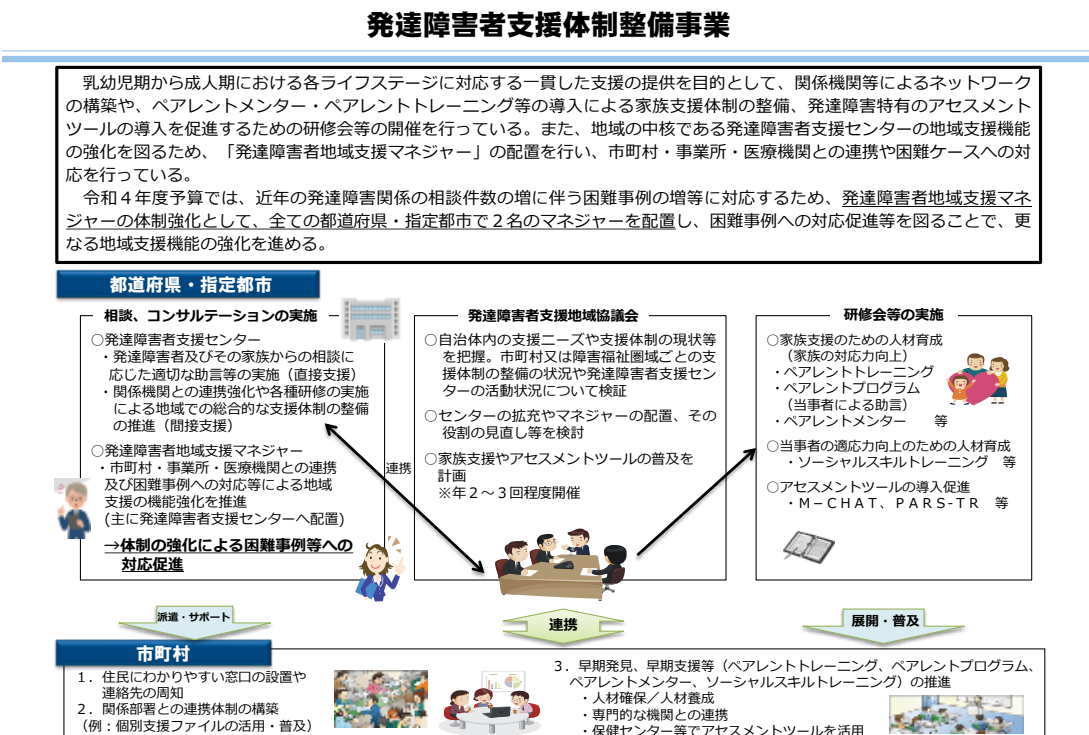 発達障害者支援体制整備事業
乳幼児期から成人期における各ライフステージに対応する一貫した支援の提供を目的として、関係機関等によるネットワーク
の構築や、ペアレントメンター・ペアレントトレーニング等の導入による家族支援体制の整備、発達障害特有のアセスメント
ツールの導入を促進するための研修会等の開催を行っている。また、地域の中核である発達障害者支援センターの地域支援機能
の強化を図るため、「発達障害者地域支援マネジャー」の配置を行い、市町村・事業所・医療機関との連携や困難ケースへの対
応を行っている。
令和４年度予算では、近年の発達障害関係の相談件数の増に伴う困難事例の増等に対応するため、発達障害者地域支援マネ
ジャーの体制強化として、全ての都道府県・指定都市で２名のマネジャーを配置し、困難事例への対応促進等を図ることで、更
なる地域支援機能の強化を進める。
都道府県・指定都市
相談、コンサルテーションの実施
○発達障害者支援センター
・発達障害者及びその家族からの相談に
応じた適切な助言等の実施（直接支援）
・関係機関との連携強化や各種研修の実施
による地域での総合的な支援体制の整備
の推進（間接支援）
○発達障害者地域支援マネジャー
・市町村・事業所・医療機関との連携
及び困難事例への対応等による地域
支援の機能強化を推進
(主に発達障害者支援センターへ配置)
→体制の強化による困難事例等への
対応促進
連携
発達障害者支援地域協議会
○自治体内の支援ニーズや支援体制の現状等
を把握。市町村又は障害福祉圏域ごとの支
援体制の整備の状況や発達障害者支援セン
ターの活動状況について検証
○センターの拡充やマネジャーの配置、その
役割の見直し等を検討
○家族支援やアセスメントツールの普及を
計画
※年２～３回程度開催
研修会等の実施
○家族支援のための人材育成
（家族の対応力向上）
・ペアレントトレーニング
・ペアレントプログラム
（当事者による助言）
・ペアレントメンター　等
○当事者の適応力向上のための人材育成
・ソーシャルスキルトレーニング　等
○アセスメントツールの導入促進
・Ｍ−ＣＨＡＴ、ＰＡＲＳ-ＴＲ　等
派遣・サポート
連携
展開・普及
市町村
１．住民にわかりやすい窓口の設置や
連絡先の周知
２．関係部署との連携体制の構築
（例：個別支援ファイルの活用・普及）
３．早期発見、早期支援等（ペアレントトレーニング、ペアレントプログラム、
ペアレントメンター、ソーシャルスキルトレーニング）の推進
・人材確保／人材養成
・専門的な機関との連携
・保健センター等でアセスメントツールを活用